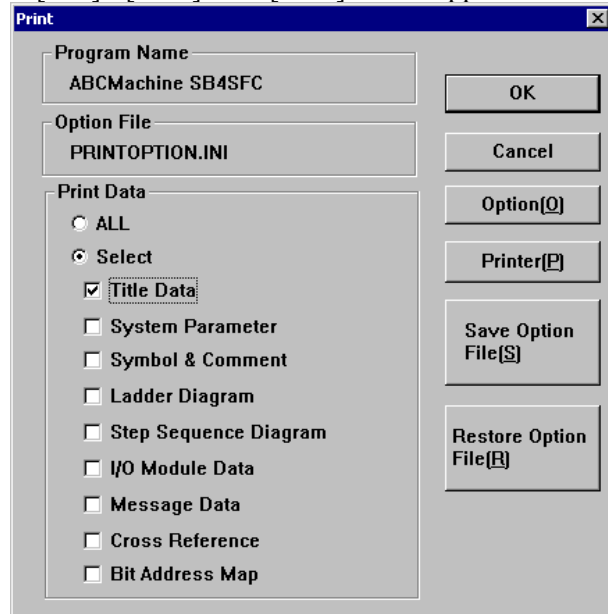 Print
Program Name
ABCMachine SB4SFC
Option File
PRINTOPTION.INI
Print Data
ALL
Select
Title Data
System Parameter
Symbol & Comment
Ladder Diagram
Step Sequence Diagram
I/O Module Data
Message Data
Cross Reference
Bit Address Map
OK
Cancel
Option(O)
Printer(P)
Save Option
File(S)
Restore Option
File(R)